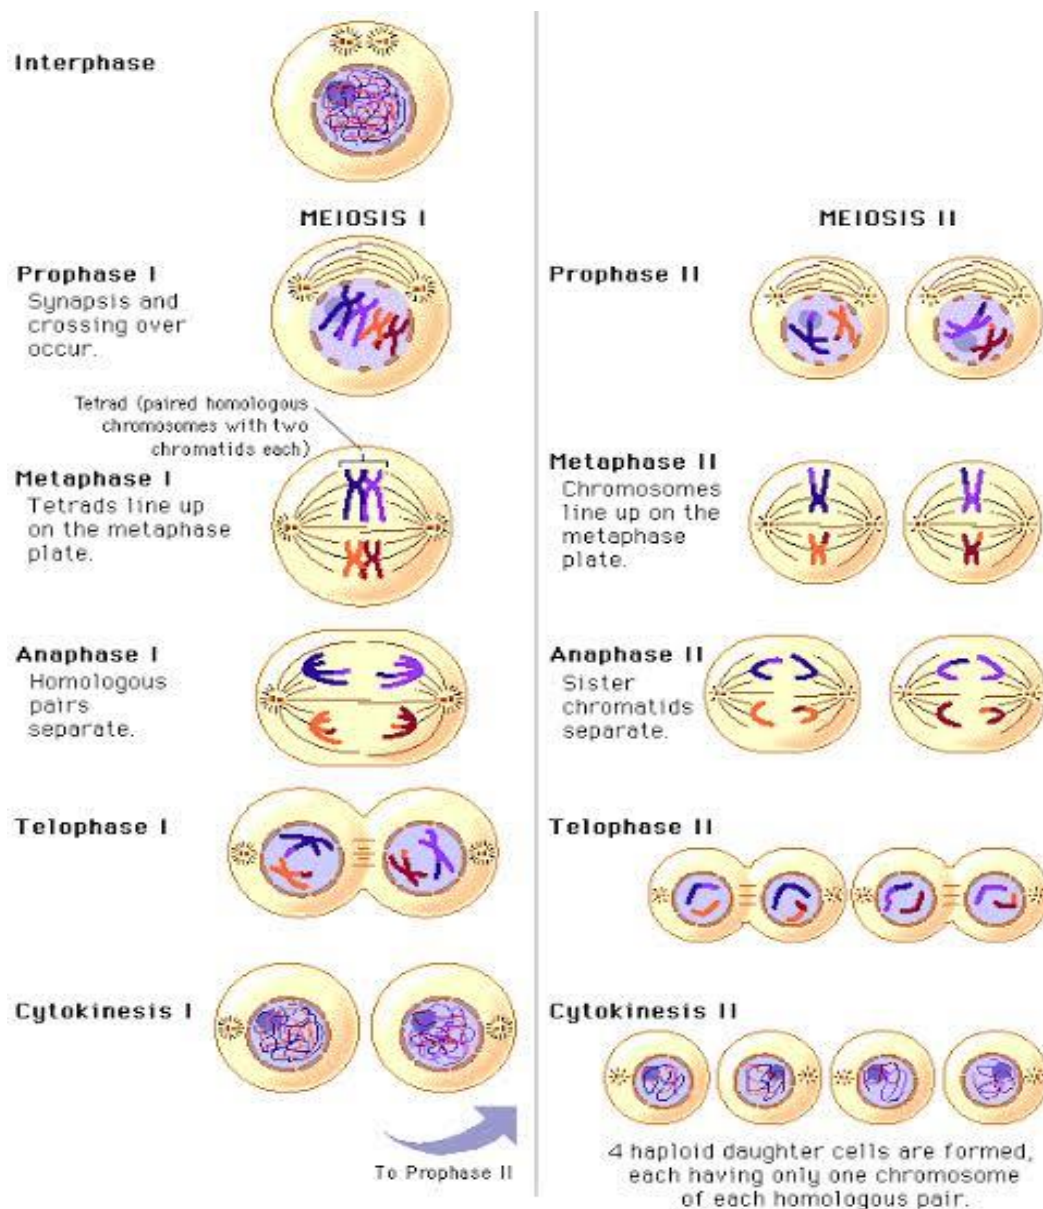 Interphase
MEIOSIS I
Prophase I
Synapsis and
crossing over
occur.
Tetrad (paired homologous
chromosomes with two
chromatids each)
Metaphase I
Tetrads line up
on the metaphase
plate.
Anaphase I
Homologous
pairs
separate.
Telophase I
Cytokinesis I
To Prophase II
MEIOSIS II
Prophase II
Metaphase II
Chromosomes
line up on the
metaphase
plate.
Anaphase II
Sister
chromatids
separate.
Telophase II
Cytokinesis II
4 haploid daughter cells are formed,
each having only one chromosome
of each homologous pair.